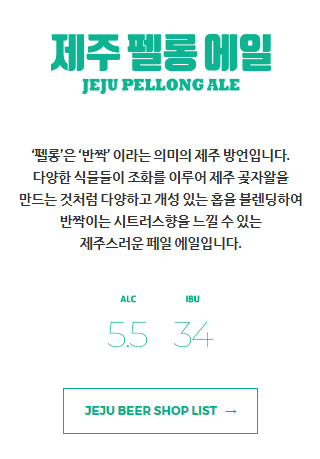 제주 펠롱 에일
JEJU PELLONG ALE
‘펠롱’은 ‘반짝’ 이라는 의미의 제주 방언입니다.
다양한 식물들이 조화를 이루어 제주 곶자왈을
만드는 것처럼 다양하고 개성 있는 홉을 블렌딩하여
반짝이는 시트러스향을 느낄 수 있는
제주스러운 페일 에일입니다.
ALC IBU
5.5 34
JEJU BEER SHOP LIST →